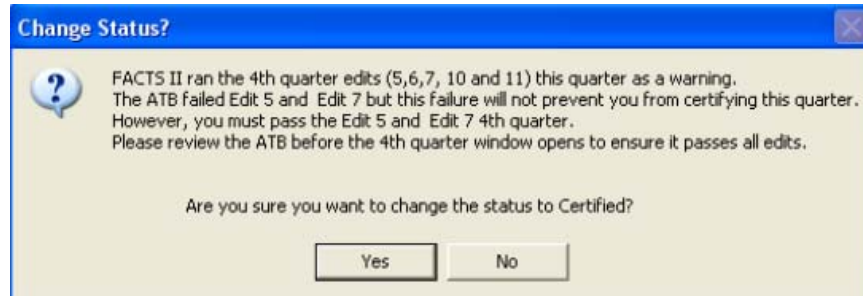 Change Status?
FACTS II ran the 4th quarter edits (5,6,7, 10 and 11) this quarter as a warning.
The ATB failed Edit 5 and  Edit 7 but this failure will not prevent you from certifying this quarter.
However, you must pass the Edit 5 and  Edit 7 4th quarter.
Please review the ATB before the 4th quarter window opens to ensure it passes all edits.
Are you sure you want to change the status to Certified?
Yes No